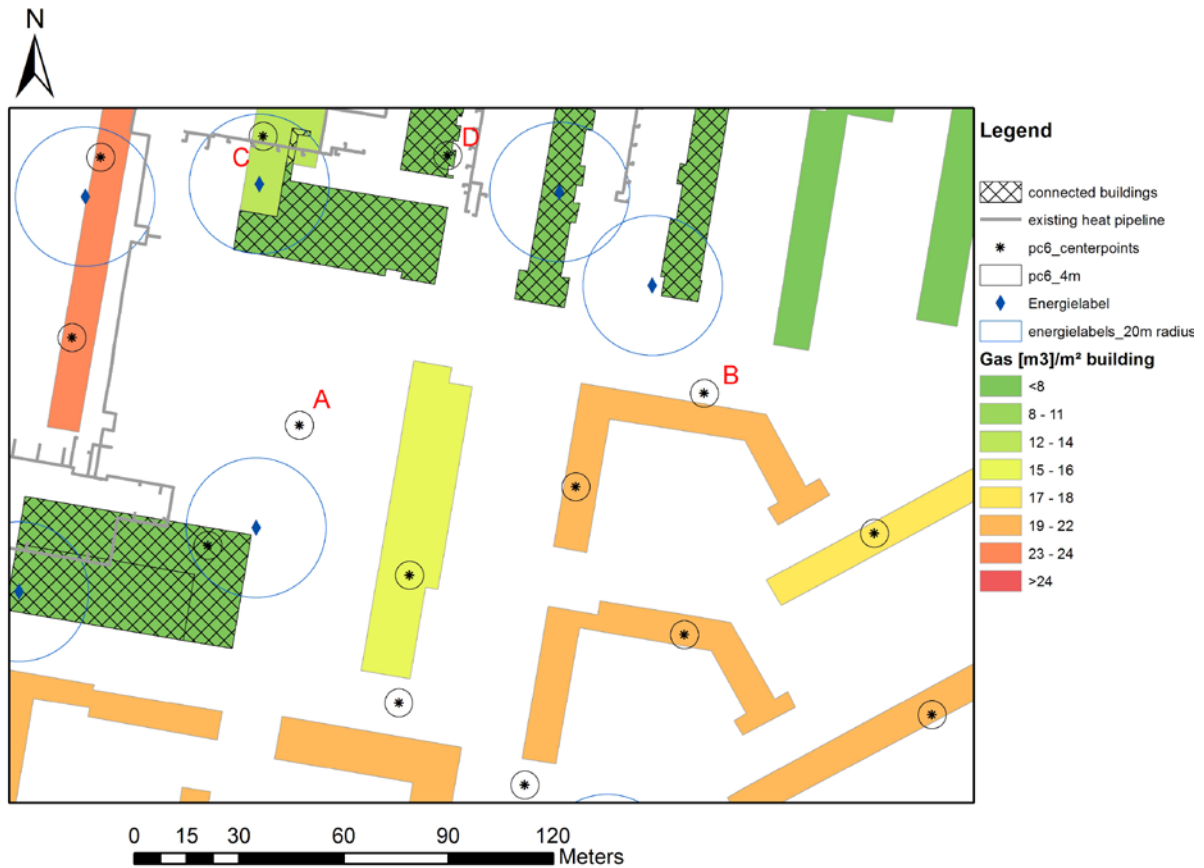 N
C
D
A
B
Legend
connected buildings
existing heat pipeline
pc6_centerpoints
pc6_4m
Energielabel
energielabels_20m radius
Gas [m3]/m² building
<8
8 - 11
12 - 14
15 - 16
17 - 18
19 - 22
23 - 24
>24
0 15 30 60 90 120
Meters